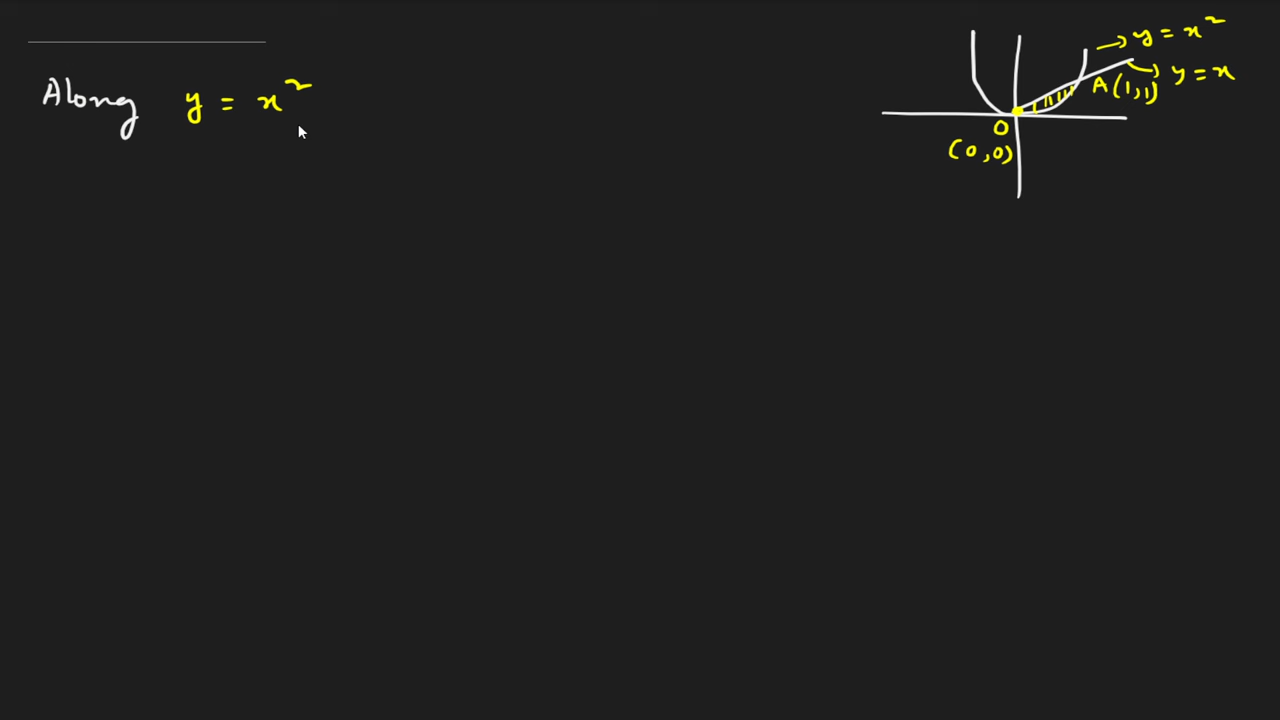 Along y = x²
→ y = x²
→ y = x
A (1,1)
O
(0,0)